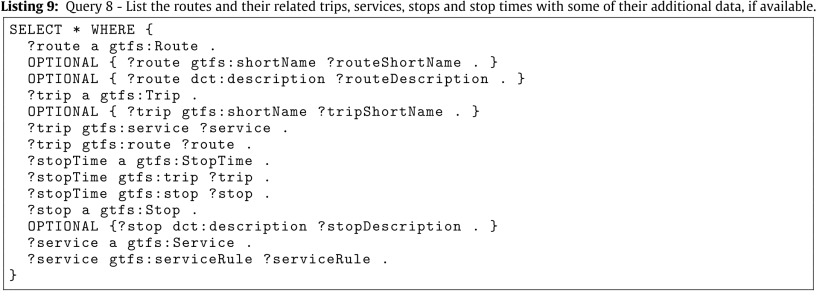 Listing 9: Query 8 - List the routes and their related trips, services, stops and stop times with some of their additional data, if available.
SELECT * WHERE {
  ?route a gtfs:Route .
  OPTIONAL { ?route gtfs:shortName ?routeShortName . }
  OPTIONAL { ?route dct:description ?routeDescription . }
  ?trip a gtfs:Trip .
  OPTIONAL { ?trip gtfs:shortName ?tripShortName . }
  ?trip gtfs:service ?service .
  ?trip gtfs:route ?route .
  ?stopTime a gtfs:StopTime .
  ?stopTime gtfs:trip ?trip .
  ?stopTime gtfs:stop ?stop .
  ?stop a gtfs:Stop .
  OPTIONAL {?stop dct:description ?stopDescription . }
  ?service a gtfs:Service .
  ?service gtfs:serviceRule ?serviceRule .
}